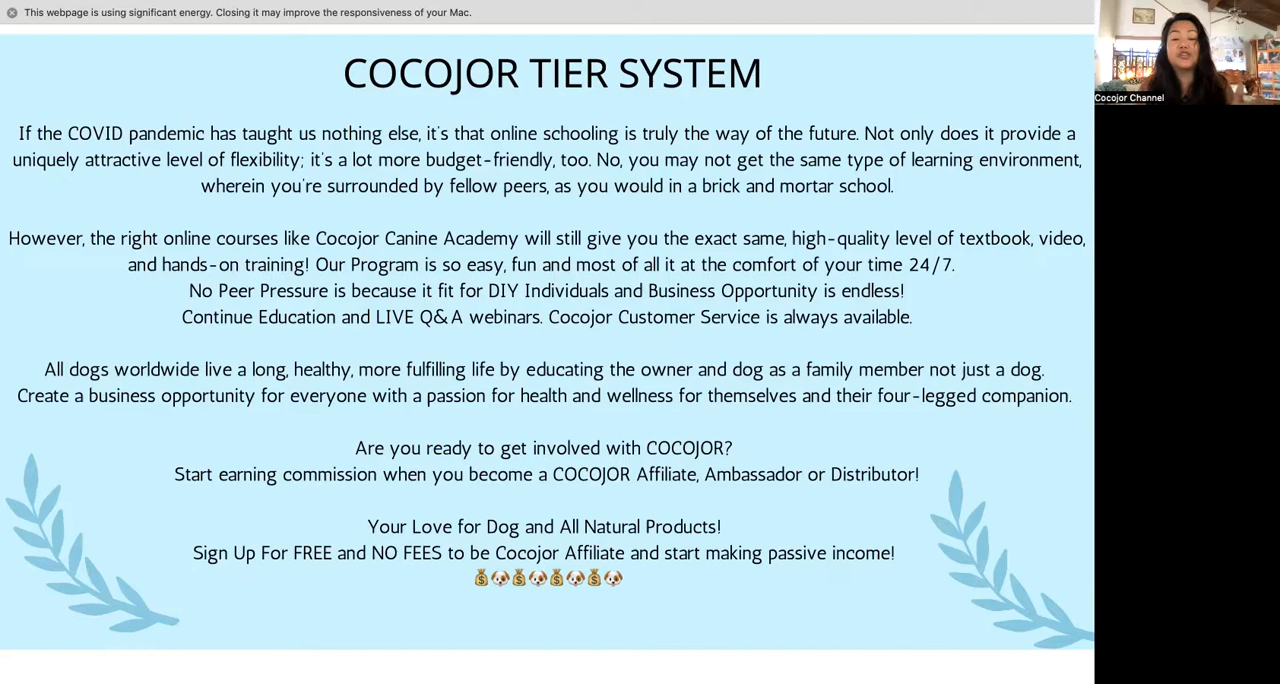 This webpage is using significant energy. Closing it may improve the responsiveness of your Mac.
COCOJOR TIER SYSTEM
If the COVID pandemic has taught us nothing else, it's that online schooling is truly the way of the future. Not only does it provide a
uniquely attractive level of flexibility; it's a lot more budget-friendly, too. No, you may not get the same type of learning environment,
wherein you're surrounded by fellow peers, as you would in a brick and mortar school.
However, the right online courses like Cocojor Canine Academy will still give you the exact same, high-quality level of textbook, video,
and hands-on training! Our Program is so easy, fun and most of all it at the comfort of your time 24/7.
No Peer Pressure is because it fit for DIY Individuals and Business Opportunity is endless!
Continue Education and LIVE Q&A webinars. Cocojor Customer Service is always available.
All dogs worldwide live a long, healthy, more fulfilling life by educating the owner and dog as a family member not just a dog.
Create a business opportunity for everyone with a passion for health and wellness for themselves and their four-legged companion.
Are you ready to get involved with COCOJOR?
Start earning commission when you become a COCOJOR Affiliate, Ambassador or Distributor!
Your Love for Dog and All Natural Products!
Sign Up For FREE and NO FEES to be Cocojor Affiliate and start making passive income!
💰🐶💰🐶💰🐶💰🐶
Cocojor Channel